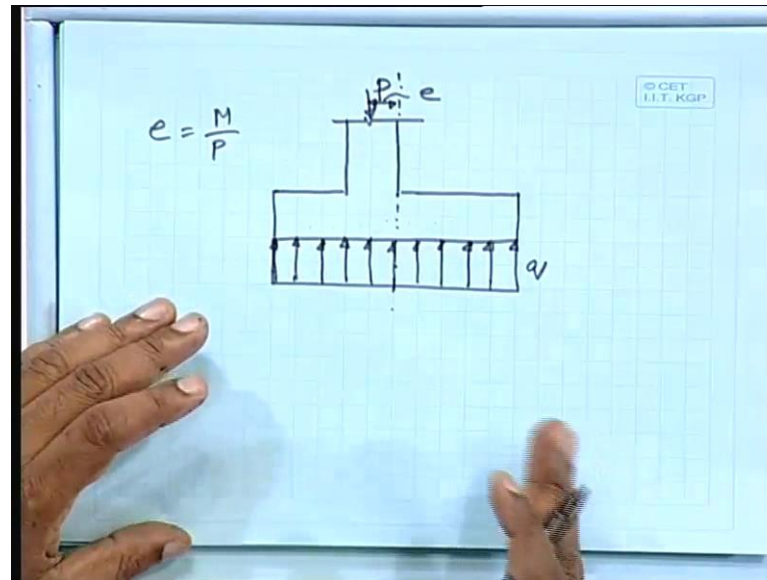 © CET
I.I.T. KGP
P e
e = M/P
q